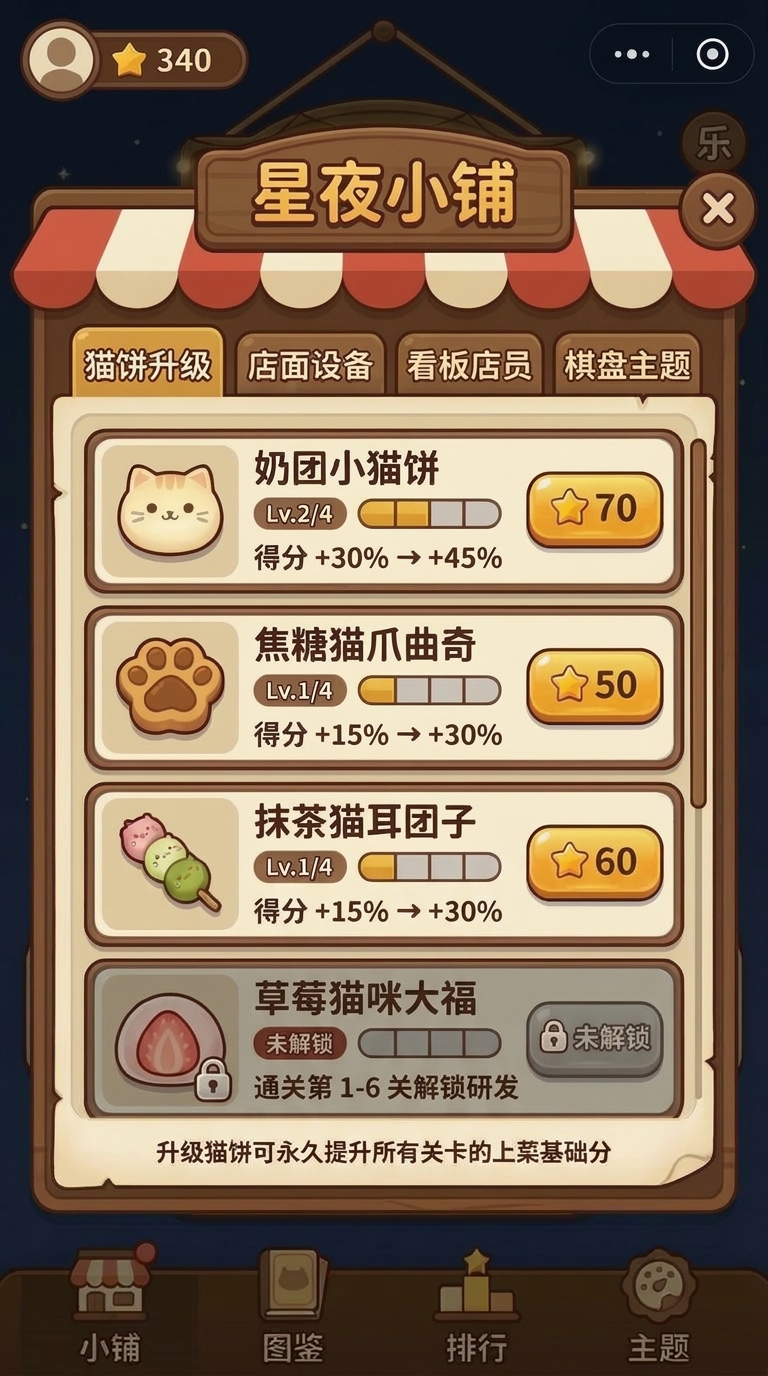 340
乐
星夜小铺
猫饼升级 店面设备 看板店员 棋盘主题
奶团小猫饼
Lv.2/4
70
得分 +30% → +45%
焦糖猫爪曲奇
Lv.1/4
50
得分 +15% → +30%
抹茶猫耳团子
Lv.1/4
60
得分 +15% → +30%
草莓猫咪大福
未解锁
未解锁
通关第 1-6 关解锁研发
升级猫饼可永久提升所有关卡的上菜基础分
小铺 图鉴 排行 主题